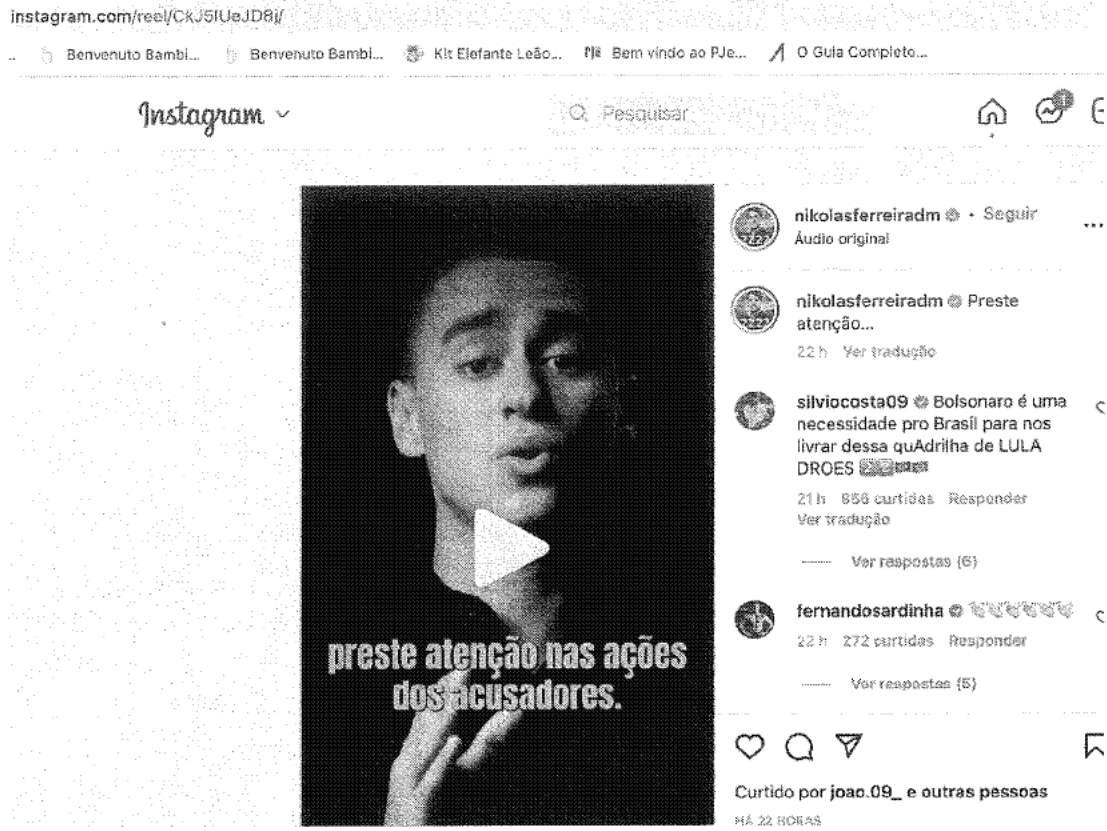 instagram.com/reel/CkJ5IUeJD8j/
Benvenuto Bambi... Benvenuto Bambi... Kit Elefante Leão... Bem vindo ao PJe... O Guia Completo...
Instagram
Pesquisar
1
nikolasferreiradm • Seguir
Áudio original
...
nikolasferreiradm Preste
atenção...
22 h Ver tradução
silviocosta09 Bolsonaro é uma
necessidade pro Brasil para nos
livrar dessa quAdrilha de LULA
DROES
21 h 856 curtidas Responder
Ver tradução
Ver respostas (6)
fernandosardinha
22 h 272 curtidas Responder
Ver respostas (5)
preste atenção nas ações
dos acusadores.
Curtido por joao.09_ e outras pessoas
HÁ 22 HORAS